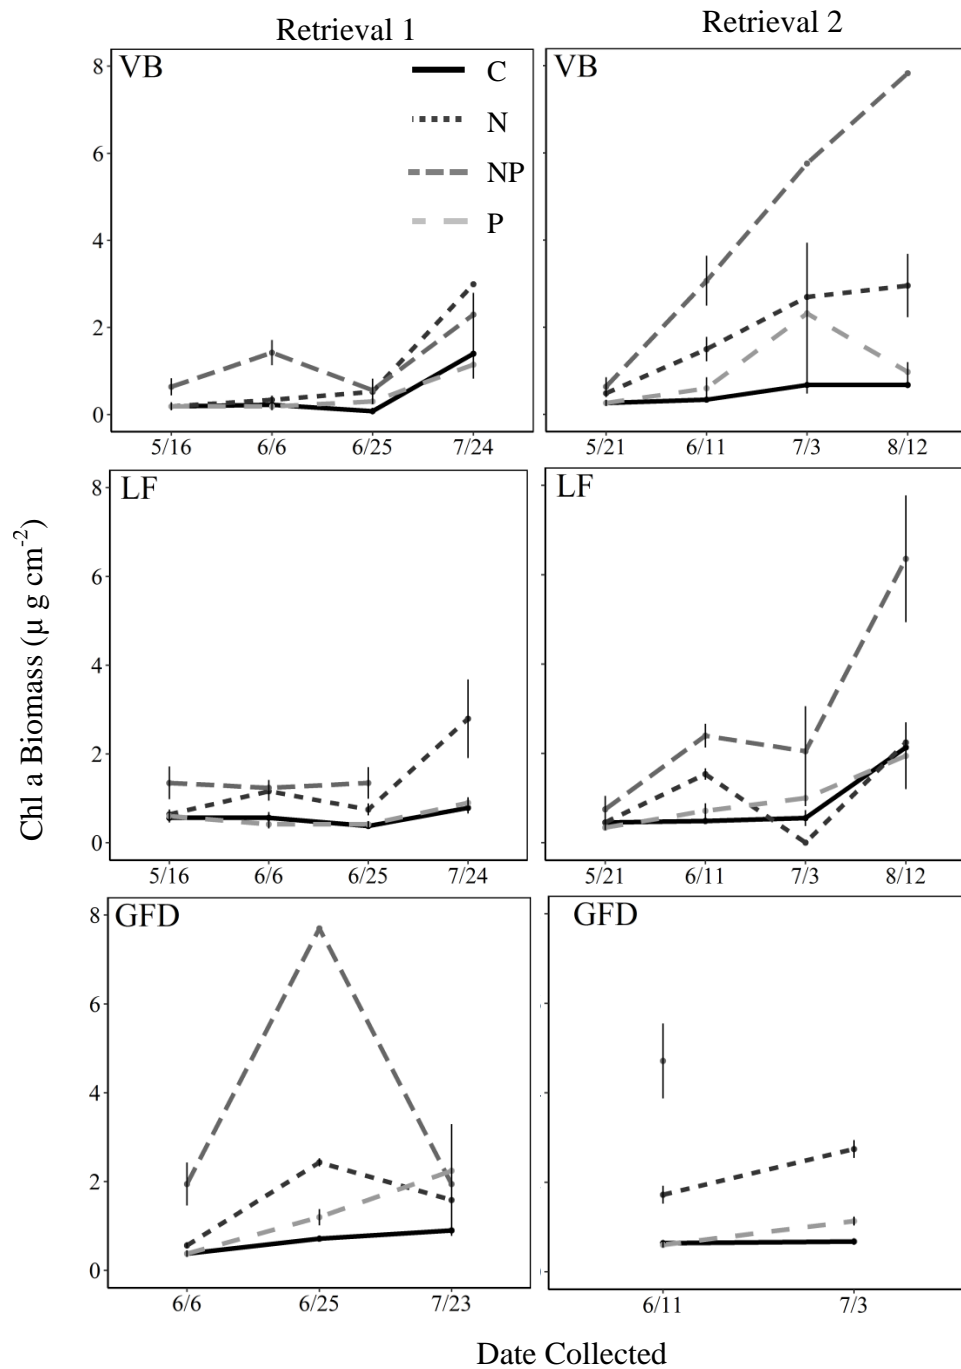 Retrieval 1
Retrieval 2
VB
C
N
NP
P
8
6
4
2
0
5/16
6/6
6/25
7/24
VB
5/21
6/11
7/3
8/12
Chl a Biomass (µ g cm-2)
LF
8
6
4
2
0
5/16
6/6
6/25
7/24
LF
5/21
6/11
7/3
8/12
GFD
8
6
4
2
0
6/6
6/25
7/23
GFD
6/11
7/3
Date Collected